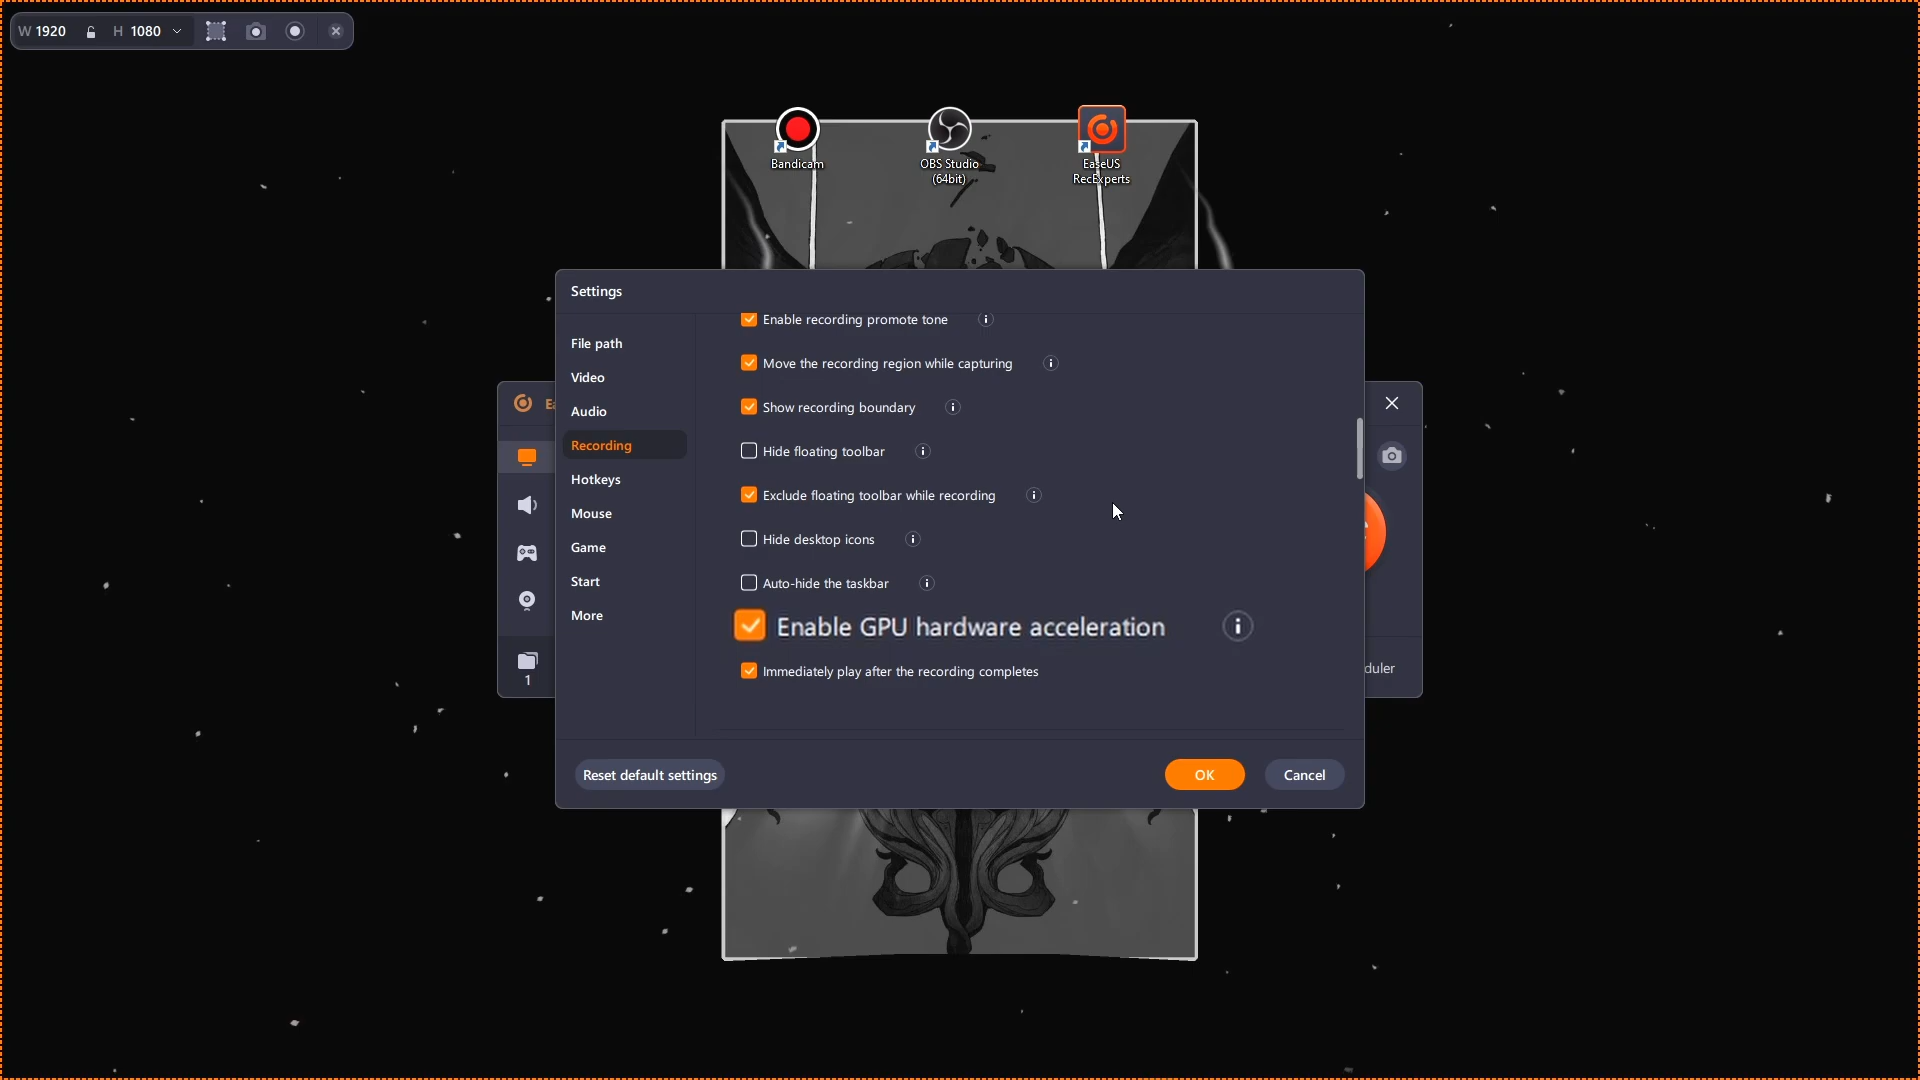 W 1920 H 1080
Bandicam
OBS Studio
(64bit)
EaseUS
RecExperts
Settings
File path
Video
Audio
Recording
Hotkeys
Mouse
Game
Start
More
Enable recording promote tone
Move the recording region while capturing
Show recording boundary
Hide floating toolbar
Exclude floating toolbar while recording
Hide desktop icons
Auto-hide the taskbar
Enable GPU hardware acceleration
Immediately play after the recording completes
1
duler
Reset default settings
OK
Cancel